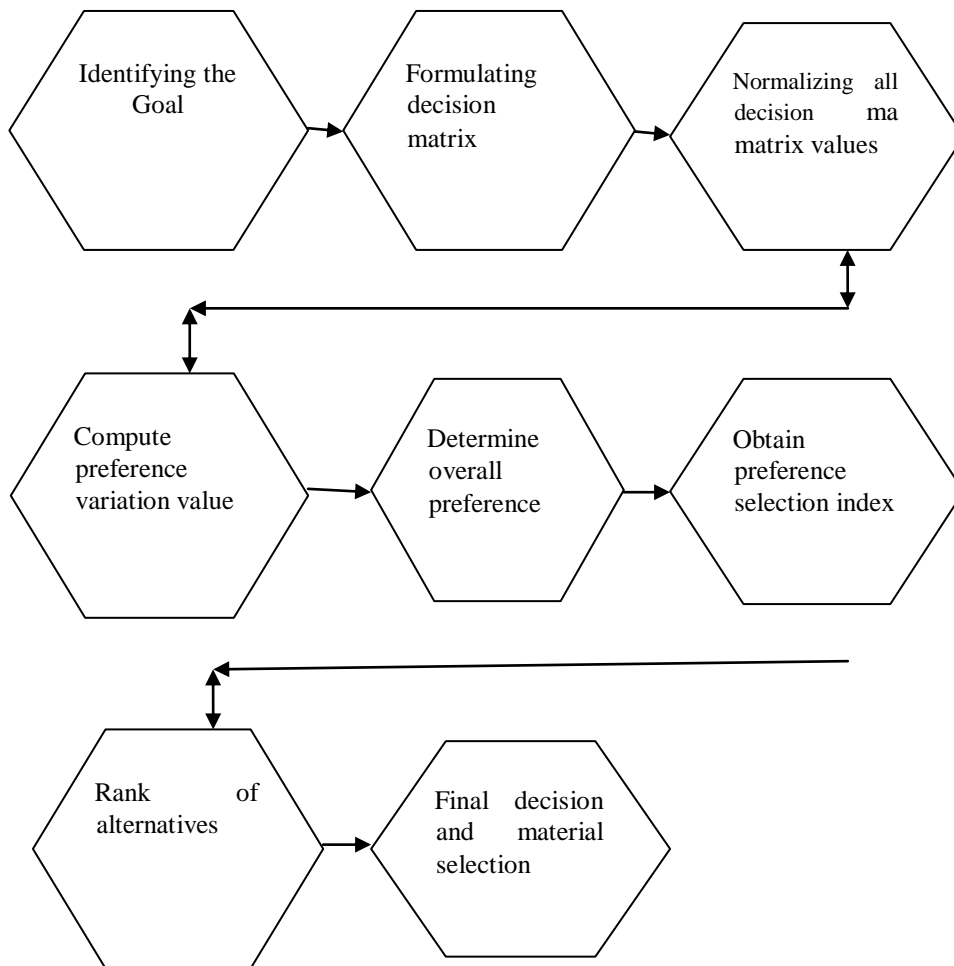 Identifying the
Goal
Formulating
decision
matrix
Normalizing all
decision ma
matrix values
Compute
preference
variation value
Determine
overall
preference
Obtain
preference
selection index
Rank of
alternatives
Final decision
and material
selection